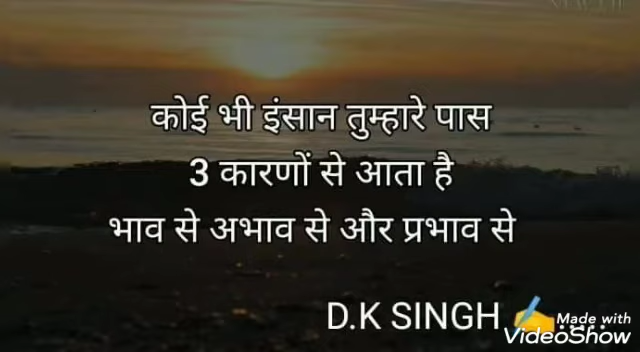 कोई भी इंसान तुम्हारे पास
3 कारणों से आता है
भाव से अभाव से और प्रभाव से
D.K SINGH ✍.....
Made with
VideoShow